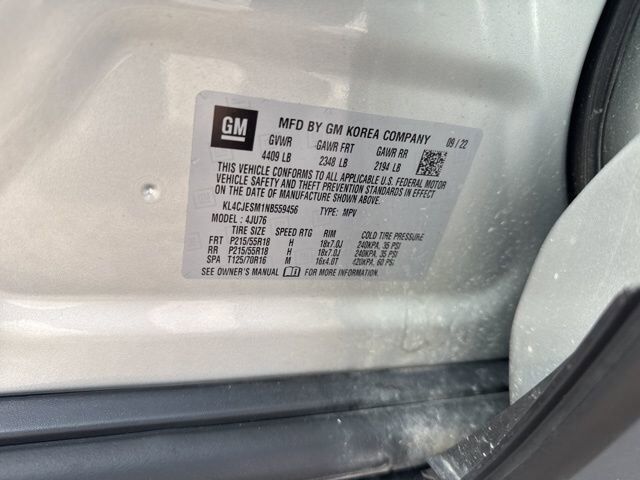 GM MFD BY GM KOREA COMPANY 09/22
GVWR GAWR FRT GAWR RR
4409 LB 2348 LB 2194 LB
THIS VEHICLE CONFORMS TO ALL APPLICABLE U.S. FEDERAL MOTOR
VEHICLE SAFETY AND THEFT PREVENTION STANDARDS IN EFFECT
ON THE DATE OF MANUFACTURE SHOWN ABOVE.
KL4CJESM1NB559456 TYPE: MPV
MODEL: 4JU76
TIRE SIZE SPEED RTG RIM COLD TIRE PRESSURE
FRT P215/55R18 H 18x7.0J 240KPA, 35 PSI
RR P215/55R18 H 18x7.0J 240KPA, 35 PSI
SPA T125/70R16 M 16x4.0T 420KPA, 60 PSI
SEE OWNER'S MANUAL FOR MORE INFORMATION.